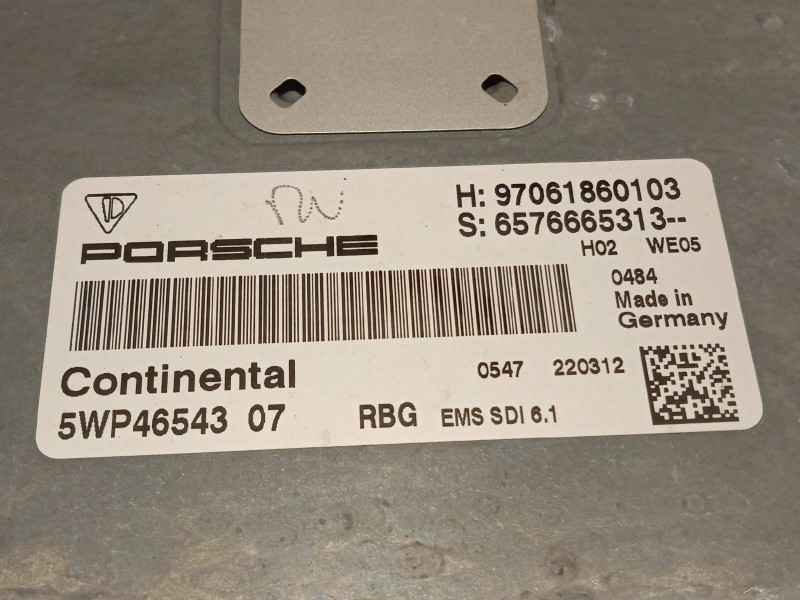 H: 97061860103
PORSCHE
S: 6576665313--
H02 WE05
0484
Made in
Germany
Continental
0547 220312
5WP46543 07 RBG EMS SDI 6.1